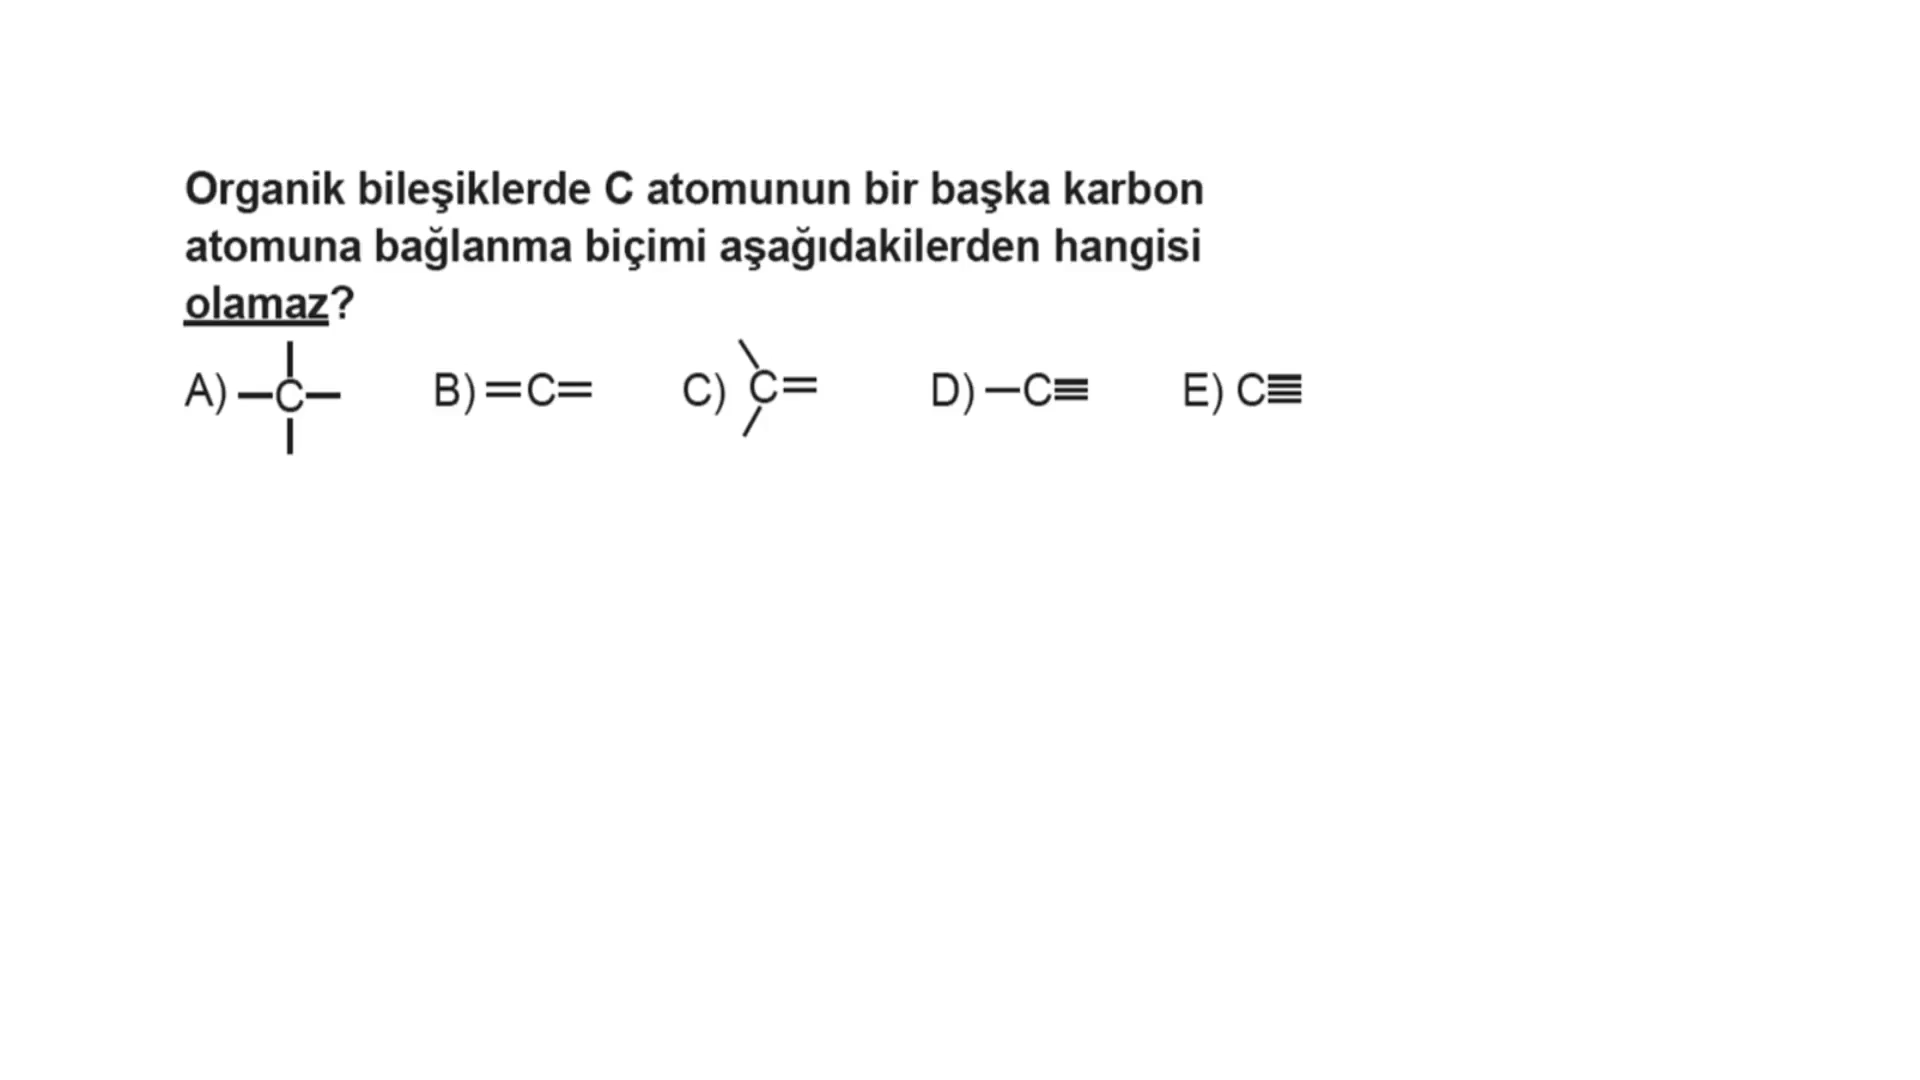 Organik bileşiklerde C atomunun bir başka karbon
atomuna bağlanma biçimi aşağıdakilerden hangisi
olamaz?
A) —C— B) =C= C) C= D) —C≡ E) C≣